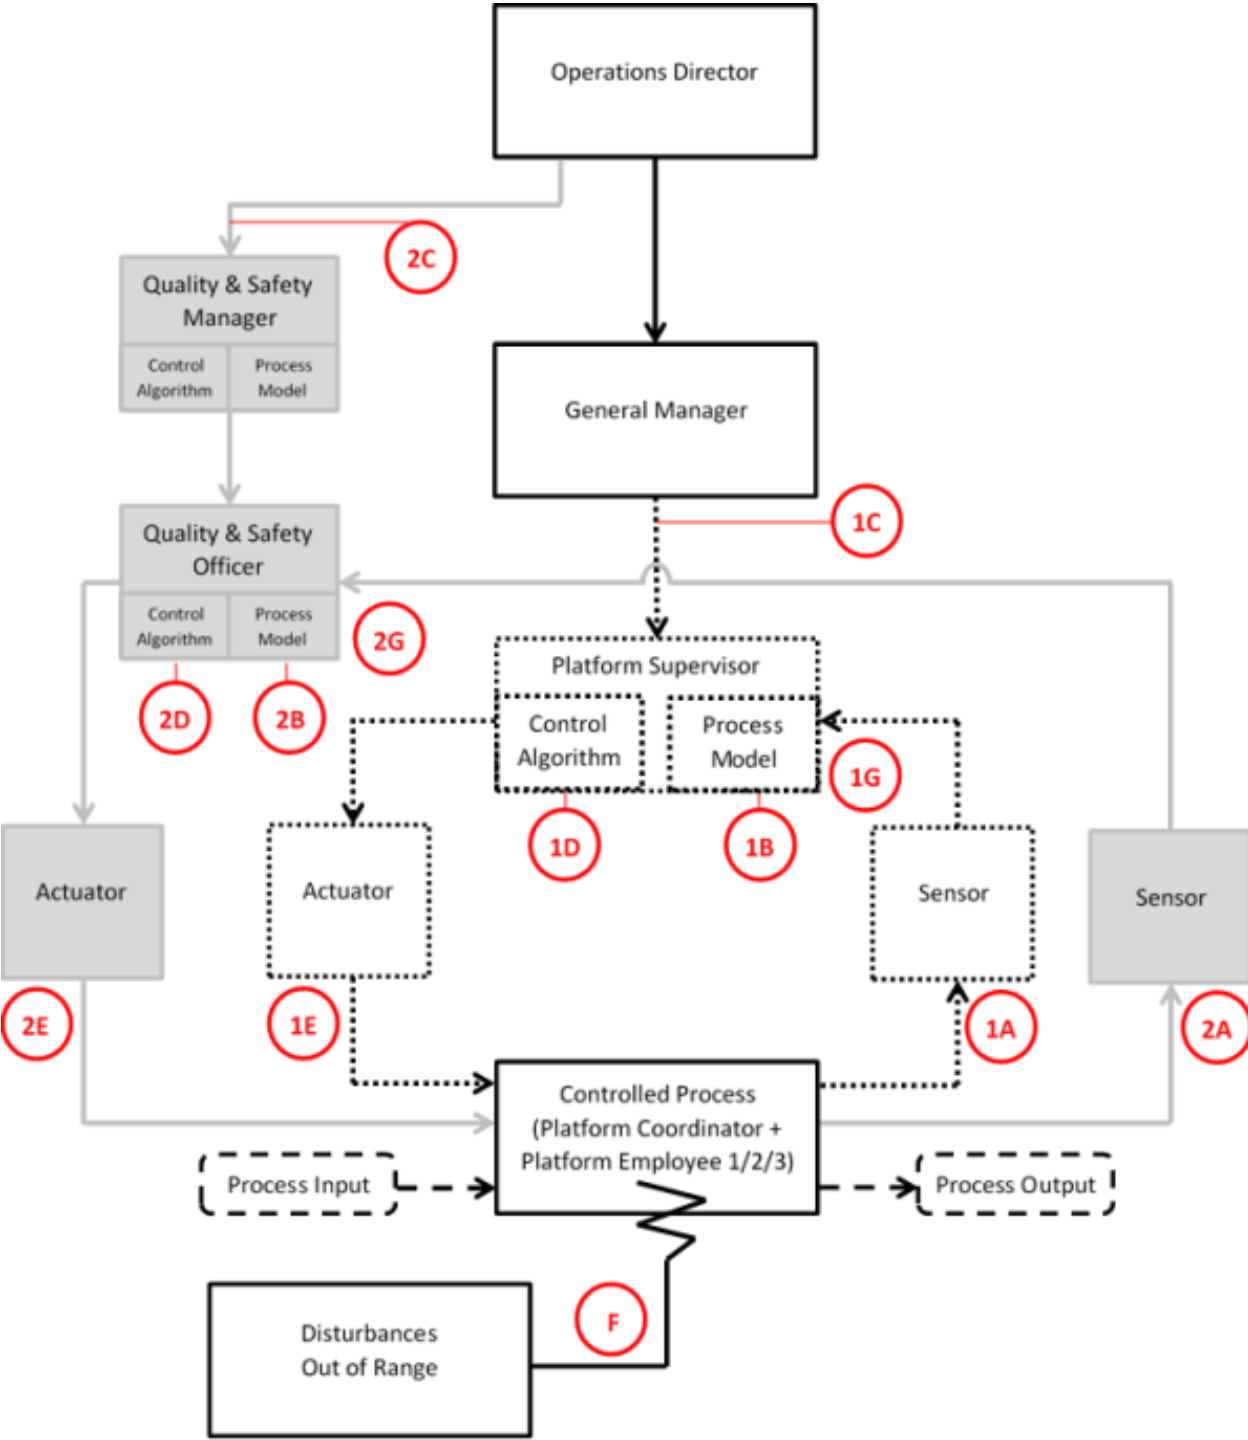 Operations Director
2C
Quality & Safety
Manager
Control
Algorithm
Process
Model
General Manager
1C
Quality & Safety
Officer
Control
Algorithm
Process
Model
2G
2D
2B
Platform Supervisor
Control
Algorithm
Process
Model
1G
1D
1B
Actuator
Actuator
Sensor
Sensor
2E
1E
1A
2A
Controlled Process
(Platform Coordinator +
Platform Employee 1/2/3)
Process Input
Process Output
F
Disturbances
Out of Range